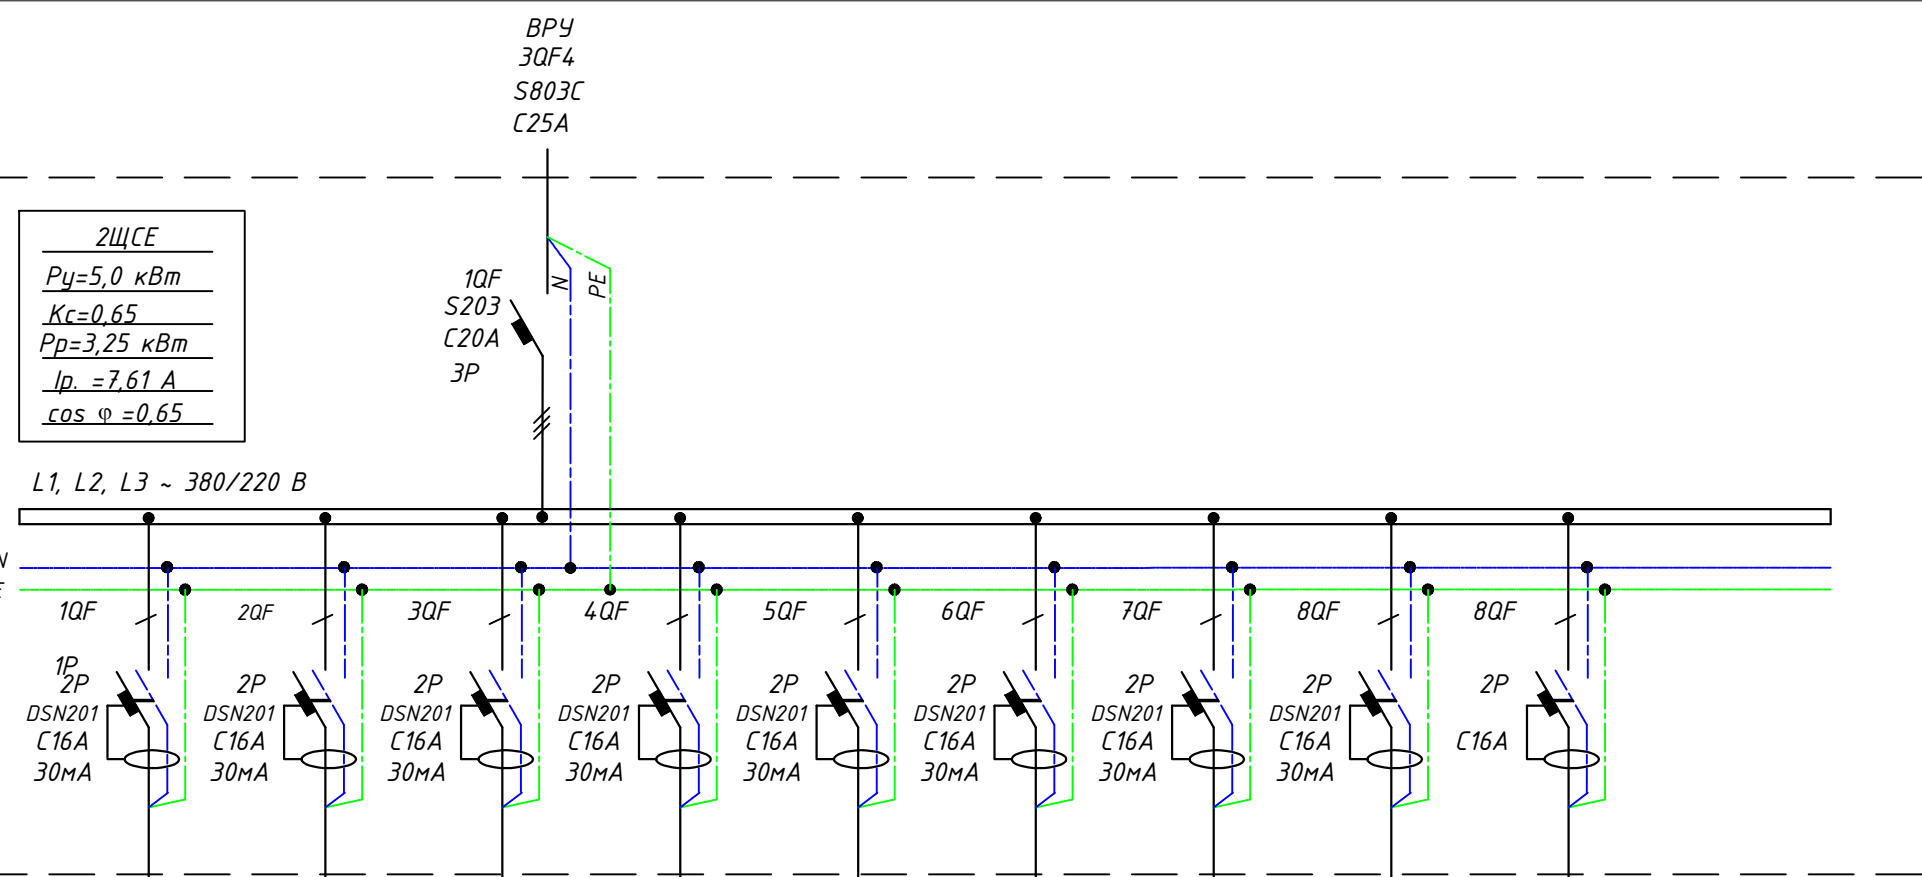 ВРУ
3QF4
S803C
C25A
2ЩСЕ
Ру=5,0 кВт
Кс=0,65
Рр=3,25 кВт
Iр. =7,61 А
cos φ =0,65
1QF
S203
C20A
3P
N
PE
L1, L2, L3 ~ 380/220 В
N
1QF
2QF
3QF
4QF
5QF
6QF
7QF
8QF
8QF
1P
2P
2P
2P
2P
2P
2P
2P
2P
2P
DSN201
DSN201
DSN201
DSN201
DSN201
DSN201
DSN201
DSN201
C16A
C16A
C16A
C16A
C16A
C16A
C16A
C16A
C16A
30мА
30мА
30мА
30мА
30мА
30мА
30мА
30мА